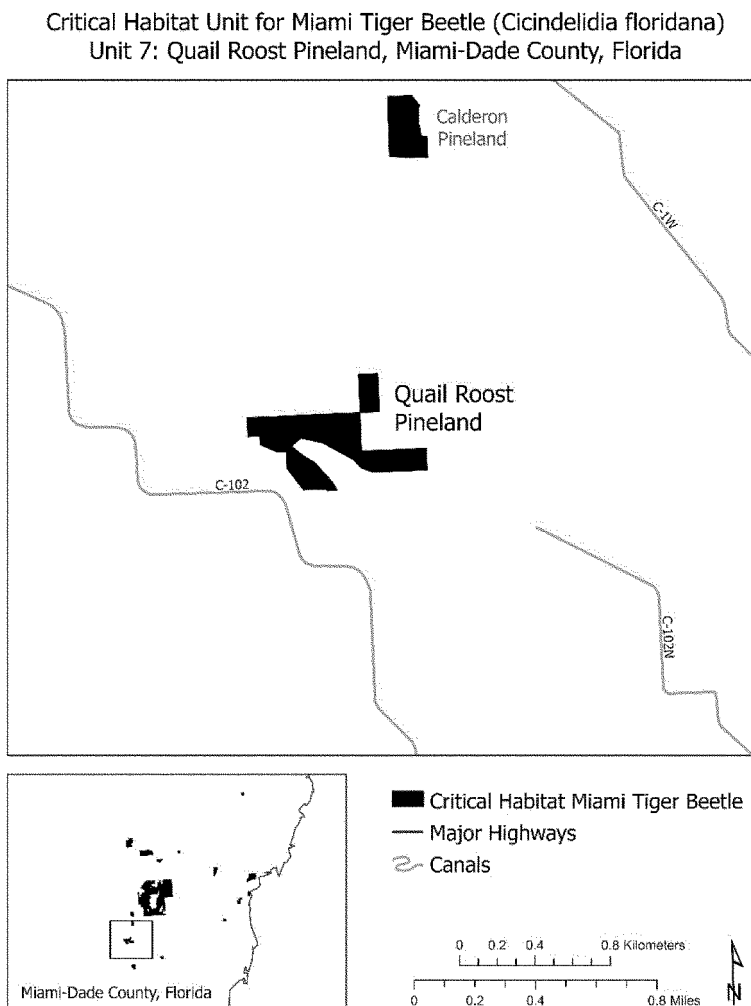 Critical Habitat Unit for Miami Tiger Beetle (Cicindelidia floridana)
Unit 7: Quail Roost Pineland, Miami-Dade County, Florida
Calderon
Pineland
C-1W
Quail Roost
Pineland
C-102
C-102N
Miami-Dade County, Florida
Critical Habitat Miami Tiger Beetle
Major Highways
Canals
0 0.2 0.4 0.8 Kilometers
0 0.2 0.4 0.8 Miles
N